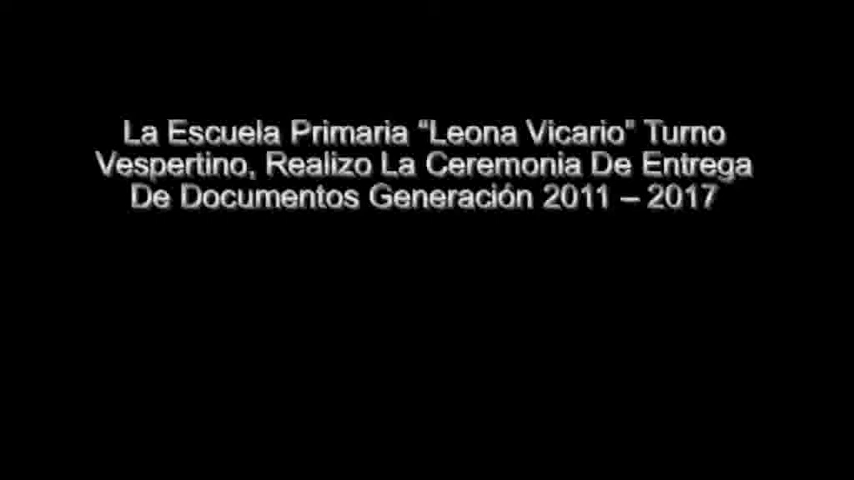 La Escuela Primaria “Leona Vicario” Turno
Vespertino, Realizo La Ceremonia De Entrega
De Documentos Generación 2011 – 2017